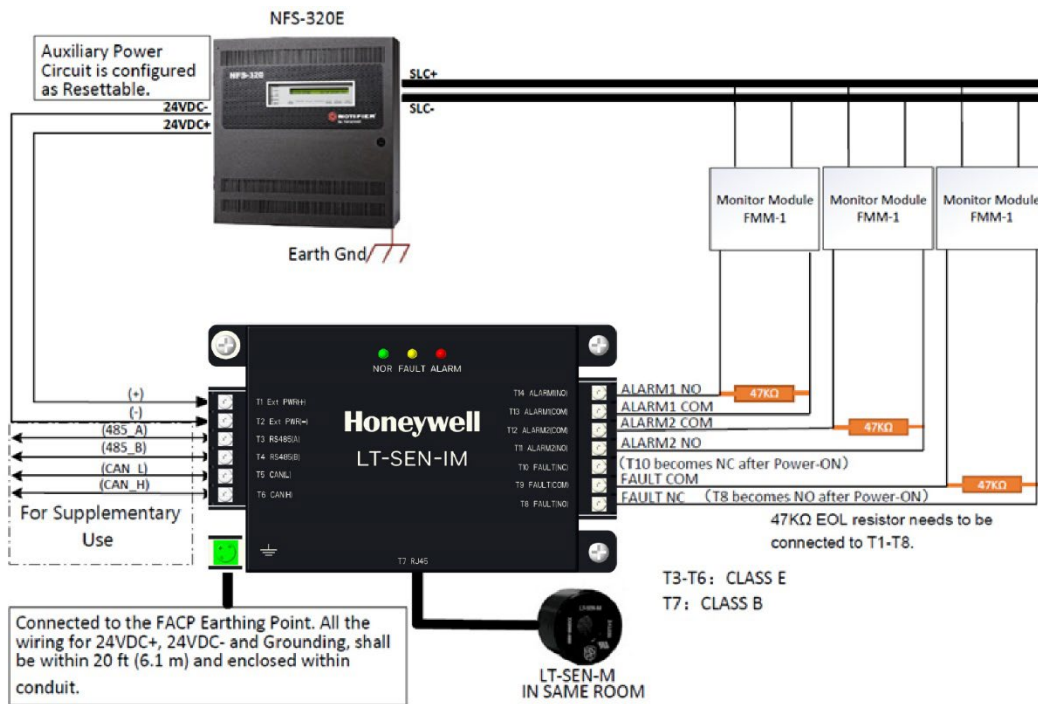 NFS-320E
Auxiliary Power
Circuit is configured
as Resettable.
24VDC-
24VDC+
NFS-320
NOTIFIER
by Honeywell
SLC+
SLC-
Earth Gnd
Monitor Module
FMM-1
Monitor Module
FMM-1
Monitor Module
FMM-1
NOR FAULT ALARM
Honeywell
LT-SEN-IM
(+)
(-)
(485_A)
(485_B)
(CAN_L)
(CAN_H)
For Supplementary
Use
T1 Ext PWR(+)
T2 Ext PWR(-)
T3 RS485(A)
T4 RS485(B)
T5 CAN(L)
T6 CAN(H)
T14 ALARM1(NO)
T13 ALARM1(COM)
T12 ALARM2(COM)
T11 ALARM2(NO)
T10 FAULT(NC)
T9 FAULT(COM)
T8 FAULT(NO)
T7 RJ45
ALARM1 NO
ALARM1 COM
ALARM2 COM
ALARM2 NO
(T10 becomes NC after Power-ON)
FAULT COM
FAULT NC (T8 becomes NO after Power-ON)
47KΩ
47KΩ
47KΩ
47KΩ EOL resistor needs to be
connected to T1-T8.
T3-T6: CLASS E
T7: CLASS B
Connected to the FACP Earthing Point. All the
wiring for 24VDC+, 24VDC- and Grounding, shall
be within 20 ft (6.1 m) and enclosed within
conduit.
LT-SEN-M
LT-SEN-M
IN SAME ROOM